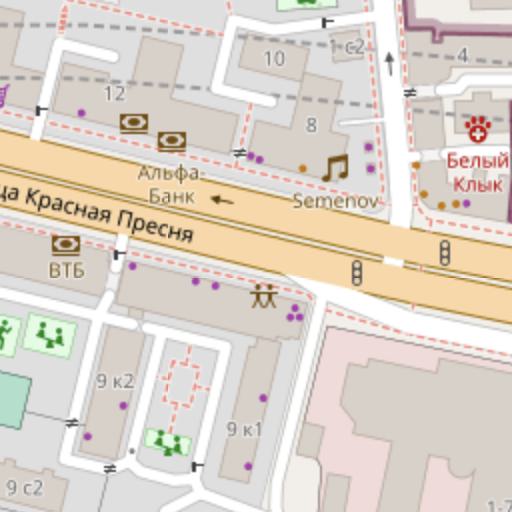 1 с2
10
4
12
8
Белый
Клык
Альфа-
Банк
Semenov
ца Красная Пресня
ВТБ
9 к2
9 к1
9 с2
1-7